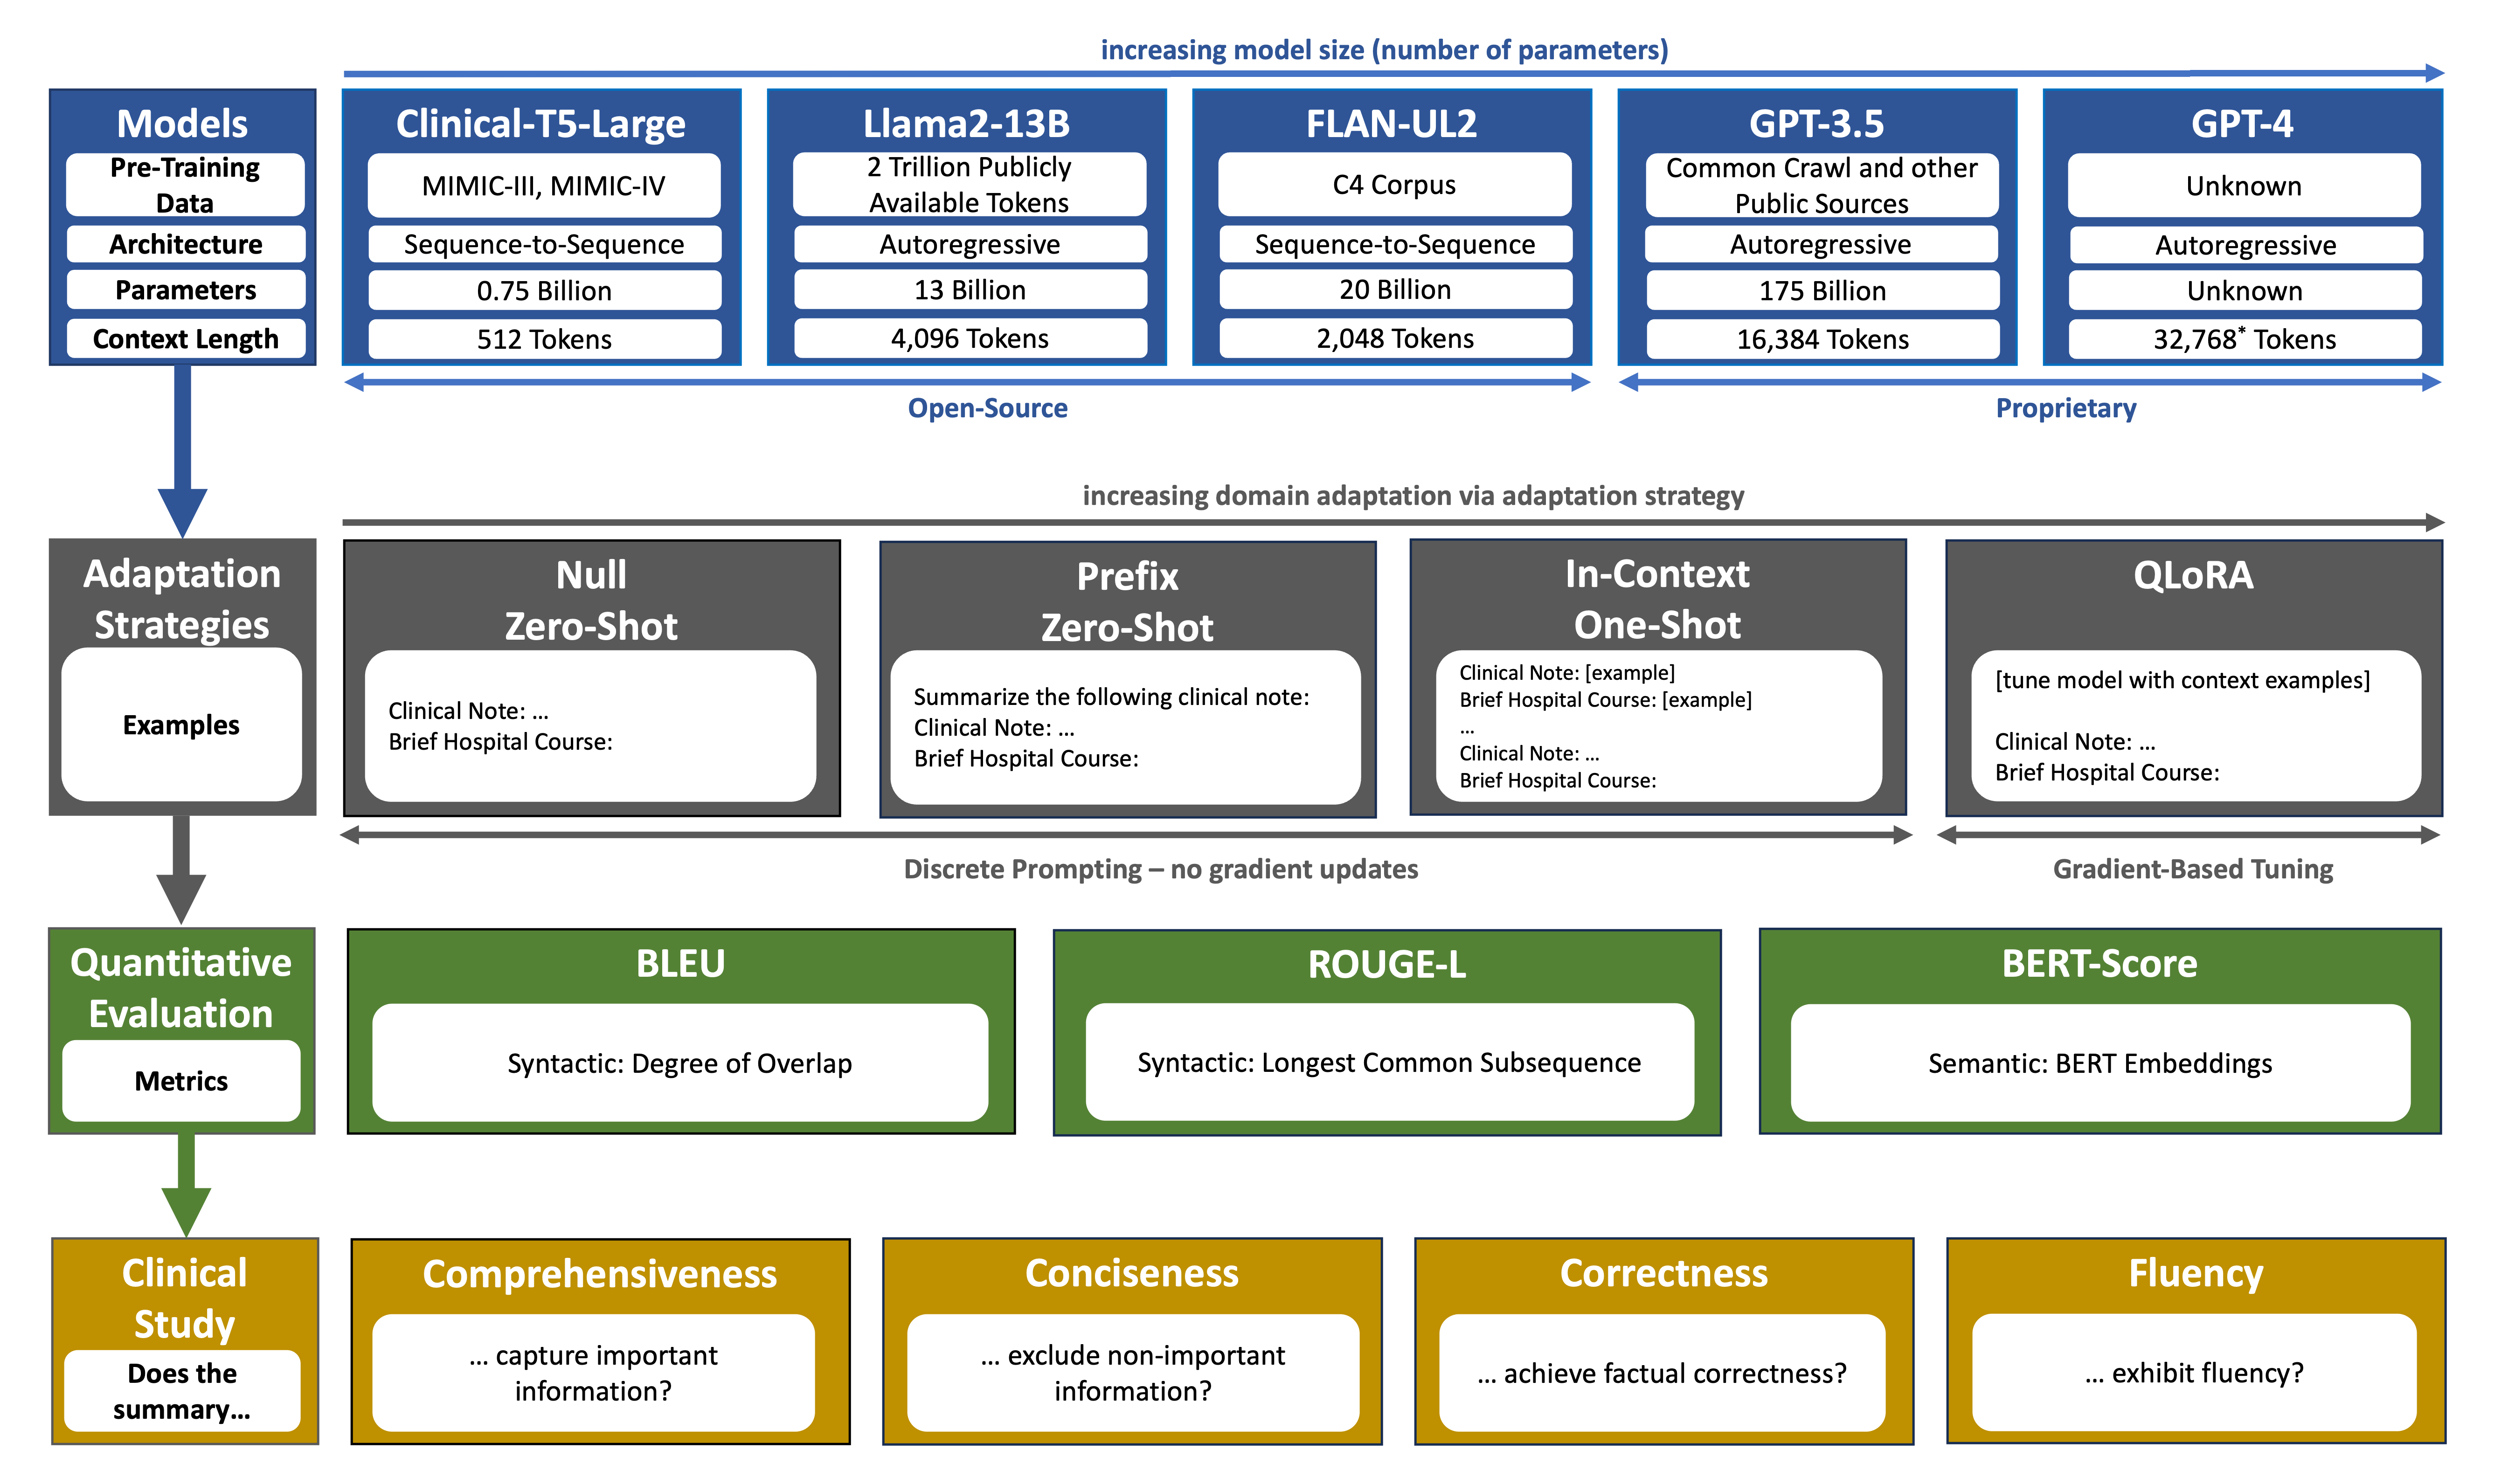 increasing model size (number of parameters)
Models
Pre-Training
Data
Architecture
Parameters
Context Length
Clinical-T5-Large
MIMIC-III, MIMIC-IV
Sequence-to-Sequence
0.75 Billion
512 Tokens
Llama2-13B
2 Trillion Publicly
Available Tokens
Autoregressive
13 Billion
4,096 Tokens
FLAN-UL2
C4 Corpus
Sequence-to-Sequence
20 Billion
2,048 Tokens
GPT-3.5
Common Crawl and other
Public Sources
Autoregressive
175 Billion
16,384 Tokens
GPT-4
Unknown
Autoregressive
Unknown
32,768* Tokens
Open-Source
Proprietary
increasing domain adaptation via adaptation strategy
Adaptation
Strategies
Examples
Null
Zero-Shot
Clinical Note: ...
Brief Hospital Course:
Prefix
Zero-Shot
Summarize the following clinical note:
Clinical Note: ...
Brief Hospital Course:
In-Context
One-Shot
Clinical Note: [example]
Brief Hospital Course: [example]
...
Clinical Note: ...
Brief Hospital Course:
QLoRA
[tune model with context examples]
Clinical Note: ...
Brief Hospital Course:
Discrete Prompting – no gradient updates
Gradient-Based Tuning
Quantitative
Evaluation
Metrics
BLEU
Syntactic: Degree of Overlap
ROUGE-L
Syntactic: Longest Common Subsequence
BERT-Score
Semantic: BERT Embeddings
Clinical
Study
Does the
summary...
Comprehensiveness
... capture important
information?
Conciseness
... exclude non-important
information?
Correctness
... achieve factual correctness?
Fluency
... exhibit fluency?